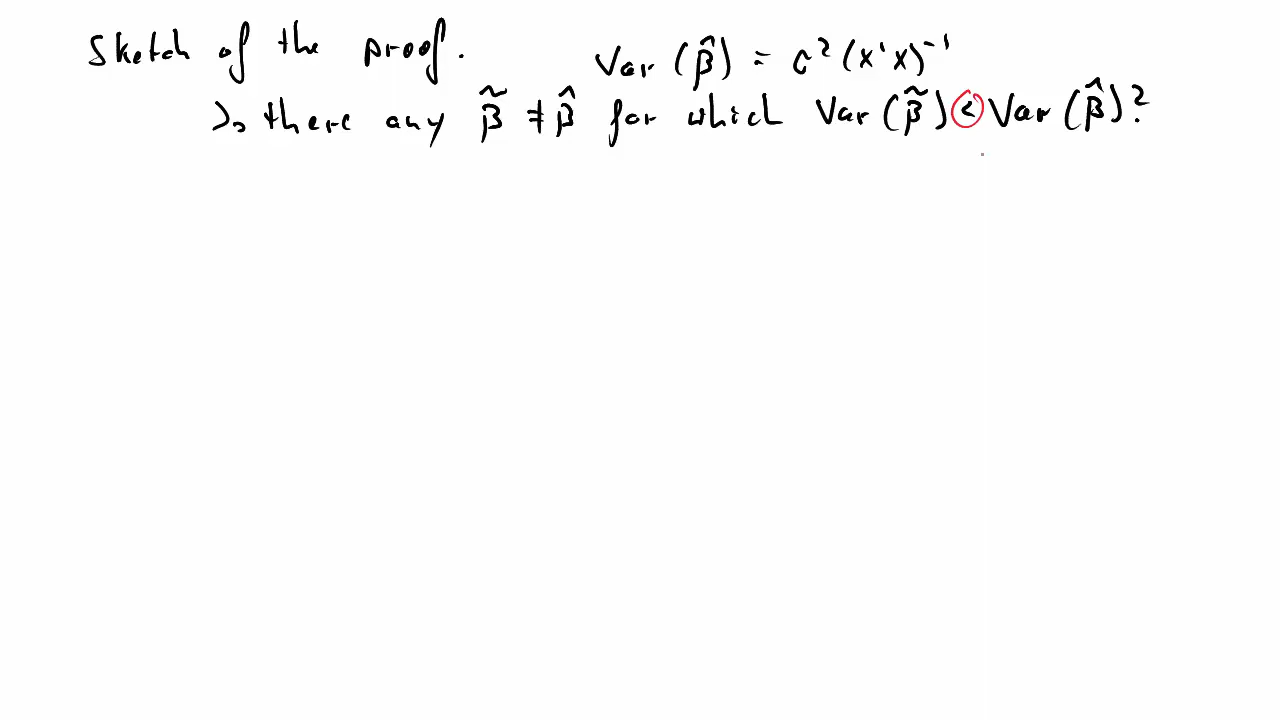 Sketch of the proof. Var (β̂) = σ² (x'x)⁻¹
Is there any β̃ ≠ β̂ for which Var (β̃) < Var (β̂)?